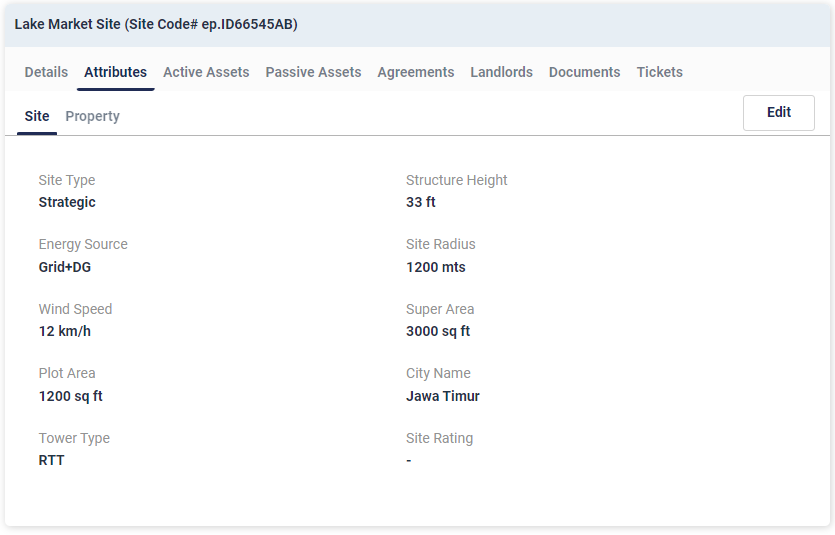 Lake Market Site (Site Code# ep.ID66545AB)
Details Attributes Active Assets Passive Assets Agreements Landlords Documents Tickets
Site Property Edit
Site Type Structure Height
Strategic 33 ft
Energy Source Site Radius
Grid+DG 1200 mts
Wind Speed Super Area
12 km/h 3000 sq ft
Plot Area City Name
1200 sq ft Jawa Timur
Tower Type Site Rating
RTT -